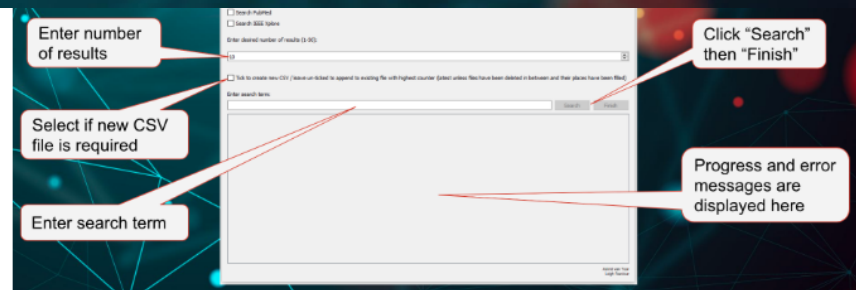 Search PubMed
Search IEEE Xplore
Enter number
of results
Click "Search"
then "Finish"
Enter desired number of results (1-30):
10
Tick to create new CSV / leave un-ticked to append to existing file with highest counter (latest unless files have been deleted in between and their places have been filled)
Enter search term:
Search
Finish
Select if new CSV
file is required
Progress and error
messages are
displayed here
Enter search term